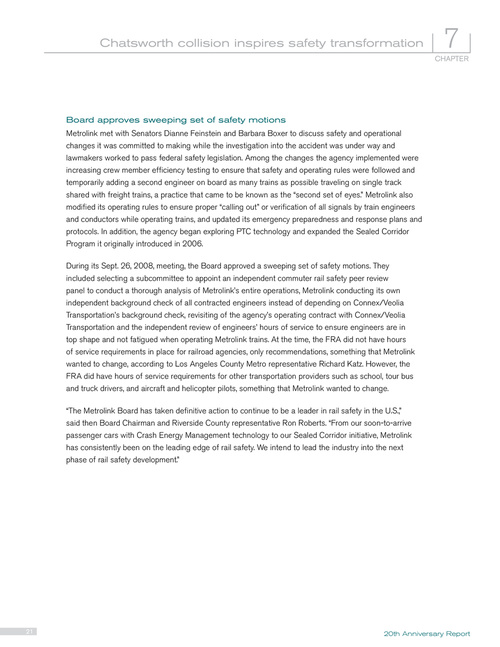 Chatsworth collision inspires safety transformation
7
CHAPTER
Board approves sweeping set of safety motions
Metrolink met with Senators Dianne Feinstein and Barbara Boxer to discuss safety and operational
changes it was committed to making while the investigation into the accident was under way and
lawmakers worked to pass federal safety legislation. Among the changes the agency implemented were
increasing crew member efficiency testing to ensure that safety and operating rules were followed and
temporarily adding a second engineer on board as many trains as possible traveling on single track
shared with freight trains, a practice that came to be known as the “second set of eyes.” Metrolink also
modified its operating rules to ensure proper “calling out” or verification of all signals by train engineers
and conductors while operating trains, and updated its emergency preparedness and response plans and
protocols. In addition, the agency began exploring PTC technology and expanded the Sealed Corridor
Program it originally introduced in 2006.
During its Sept. 26, 2008, meeting, the Board approved a sweeping set of safety motions. They
included selecting a subcommittee to appoint an independent commuter rail safety peer review
panel to conduct a thorough analysis of Metrolink’s entire operations, Metrolink conducting its own
independent background check of all contracted engineers instead of depending on Connex/Veolia
Transportation’s background check, revisiting of the agency’s operating contract with Connex/Veolia
Transportation and the independent review of engineers’ hours of service to ensure engineers are in
top shape and not fatigued when operating Metrolink trains. At the time, the FRA did not have hours
of service requirements in place for railroad agencies, only recommendations, something that Metrolink
wanted to change, according to Los Angeles County Metro representative Richard Katz. However, the
FRA did have hours of service requirements for other transportation providers such as school, tour bus
and truck drivers, and aircraft and helicopter pilots, something that Metrolink wanted to change.
“The Metrolink Board has taken definitive action to continue to be a leader in rail safety in the U.S.,”
said then Board Chairman and Riverside County representative Ron Roberts. “From our soon-to-arrive
passenger cars with Crash Energy Management technology to our Sealed Corridor initiative, Metrolink
has consistently been on the leading edge of rail safety. We intend to lead the industry into the next
phase of rail safety development.”
21
20th Anniversary Report